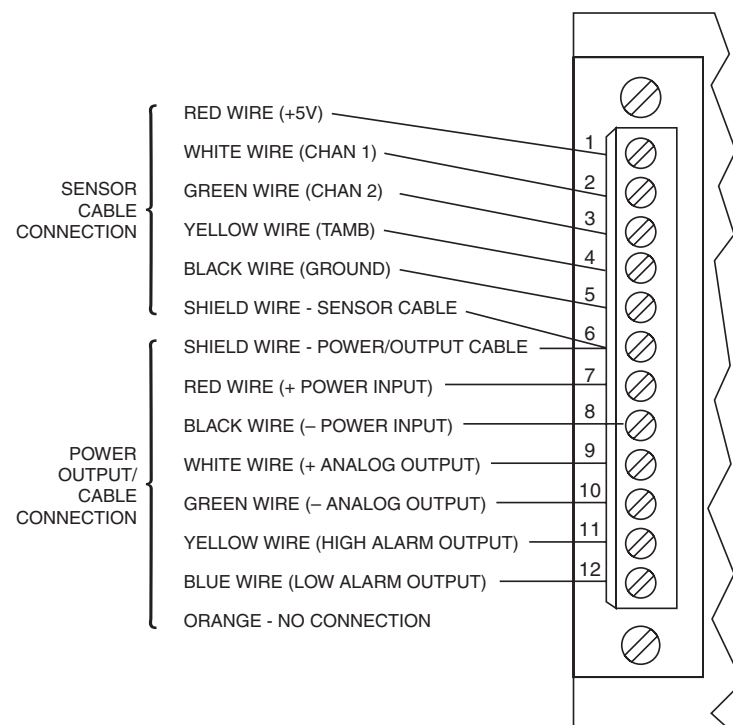 RED WIRE (+5V)
WHITE WIRE (CHAN 1)
GREEN WIRE (CHAN 2)
YELLOW WIRE (TAMB)
BLACK WIRE (GROUND)
SHIELD WIRE - SENSOR CABLE
SENSOR
CABLE
CONNECTION
SHIELD WIRE - POWER/OUTPUT CABLE
RED WIRE (+ POWER INPUT)
BLACK WIRE (– POWER INPUT)
WHITE WIRE (+ ANALOG OUTPUT)
GREEN WIRE (– ANALOG OUTPUT)
YELLOW WIRE (HIGH ALARM OUTPUT)
BLUE WIRE (LOW ALARM OUTPUT)
ORANGE - NO CONNECTION
POWER
OUTPUT/
CABLE
CONNECTION
1
2
3
4
5
6
7
8
9
10
11
12